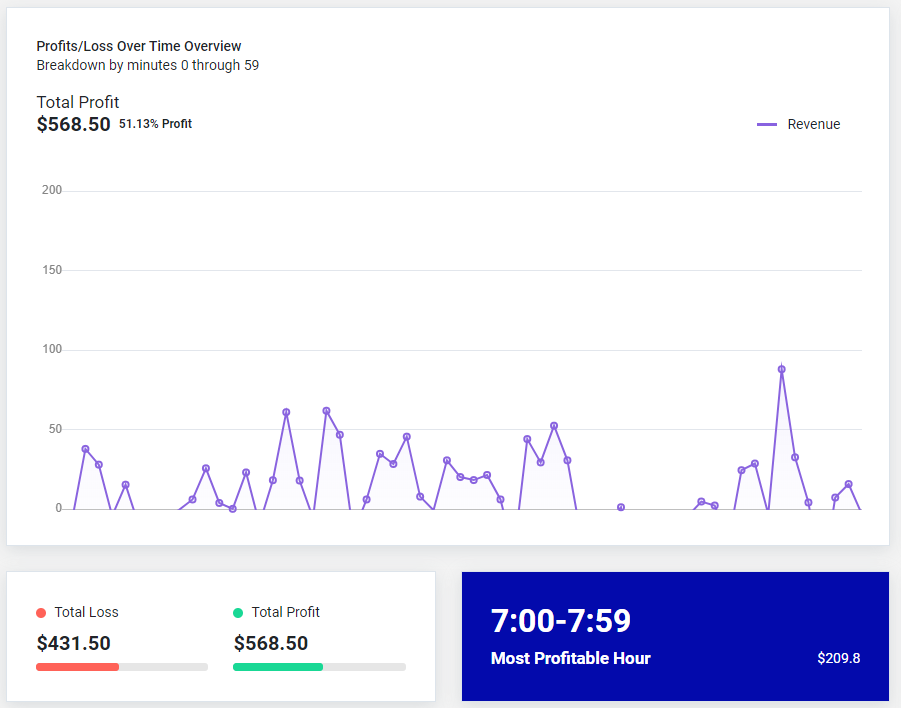 Profits/Loss Over Time Overview
Breakdown by minutes 0 through 59
Total Profit
$568.50 51.13% Profit
Revenue
200
150
100
50
0
Total Loss
$431.50
Total Profit
$568.50
7:00-7:59
Most Profitable Hour
$209.8